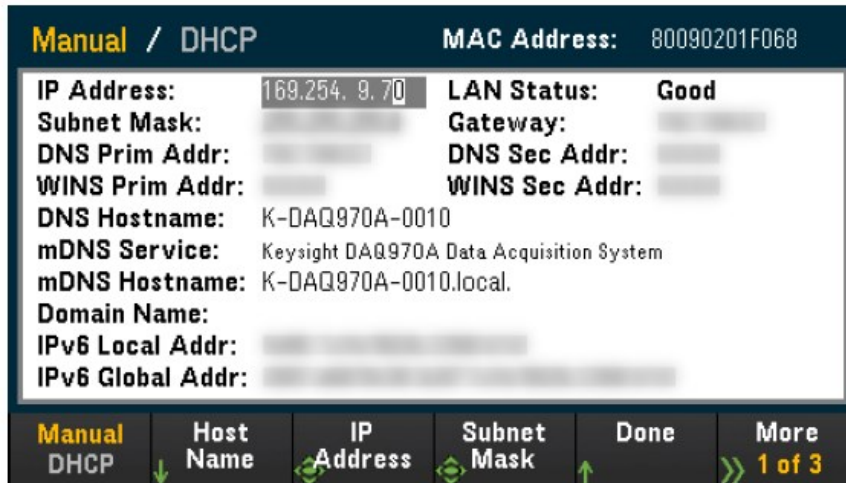 Manual / DHCP MAC Address: 80090201F068
IP Address: 169.254. 9. 70 LAN Status: Good
Subnet Mask: Gateway:
DNS Prim Addr: DNS Sec Addr:
WINS Prim Addr: WINS Sec Addr:
DNS Hostname: K-DAQ970A-0010
mDNS Service: Keysight DAQ970A Data Acquisition System
mDNS Hostname: K-DAQ970A-0010.local.
Domain Name:
IPv6 Local Addr:
IPv6 Global Addr:
Manual Host IP Subnet Done More
DHCP Name Address Mask 1 of 3